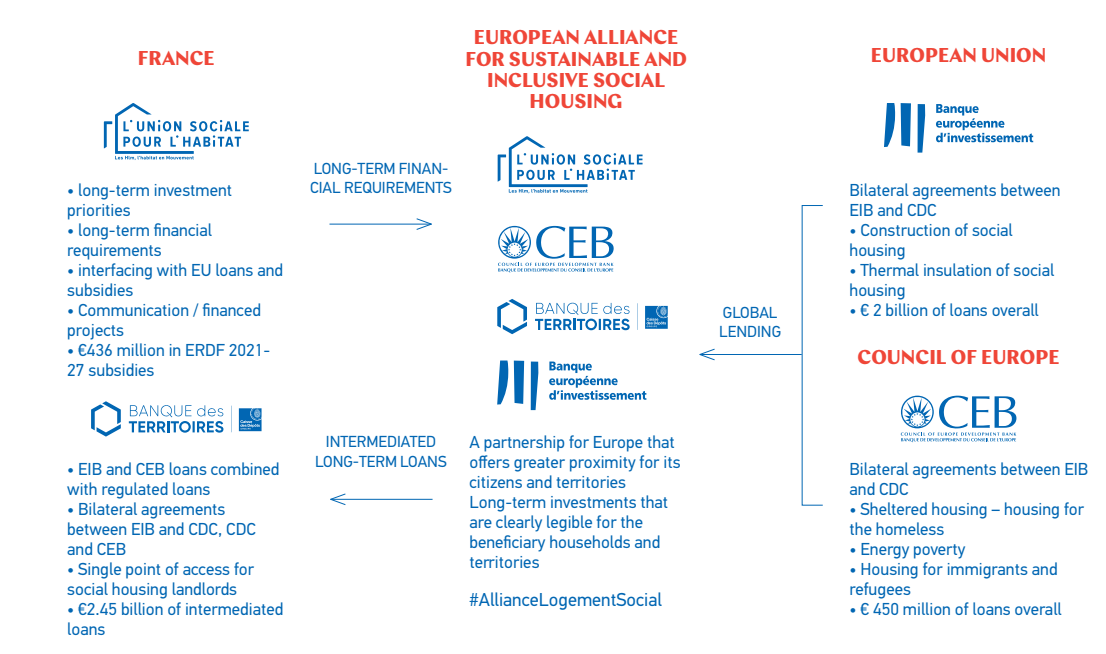 FRANCE
L'UNiON SOCiALE
POUR L'HABiTAT
Les Hlm, l'habitat en Mouvement
• long-term investment
priorities
• long-term financial
requirements
• interfacing with EU loans and
subsidies
• Communication / financed
projects
• €436 million in ERDF 2021-
27 subsidies
BANQUE des
TERRITOIRES
Caisse
des Dépôts
• EIB and CEB loans combined
with regulated loans
• Bilateral agreements
between EIB and CDC, CDC
and CEB
• Single point of access for
social housing landlords
• €2.45 billion of intermediated
loans
LONG-TERM FINAN-
CIAL REQUIREMENTS
INTERMEDIATED
LONG-TERM LOANS
EUROPEAN ALLIANCE
FOR SUSTAINABLE AND
INCLUSIVE SOCIAL
HOUSING
L'UNiON SOCiALE
POUR L'HABiTAT
Les Hlm, l'habitat en Mouvement
CEB
COUNCIL OF EUROPE DEVELOPMENT BANK
BANQUE DE DÉVELOPPEMENT DU CONSEIL DE L'EUROPE
BANQUE des
TERRITOIRES
Caisse
des Dépôts
Banque
européenne
d'investissement
A partnership for Europe that
offers greater proximity for its
citizens and territories
Long-term investments that
are clearly legible for the
beneficiary households and
territories
#AllianceLogementSocial
GLOBAL
LENDING
EUROPEAN UNION
Banque
européenne
d'investissement
Bilateral agreements between
EIB and CDC
• Construction of social
housing
• Thermal insulation of social
housing
• € 2 billion of loans overall
COUNCIL OF EUROPE
CEB
COUNCIL OF EUROPE DEVELOPMENT BANK
BANQUE DE DÉVELOPPEMENT DU CONSEIL DE L'EUROPE
Bilateral agreements between EIB
and CDC
• Sheltered housing – housing for
the homeless
• Energy poverty
• Housing for immigrants and
refugees
• € 450 million of loans overall